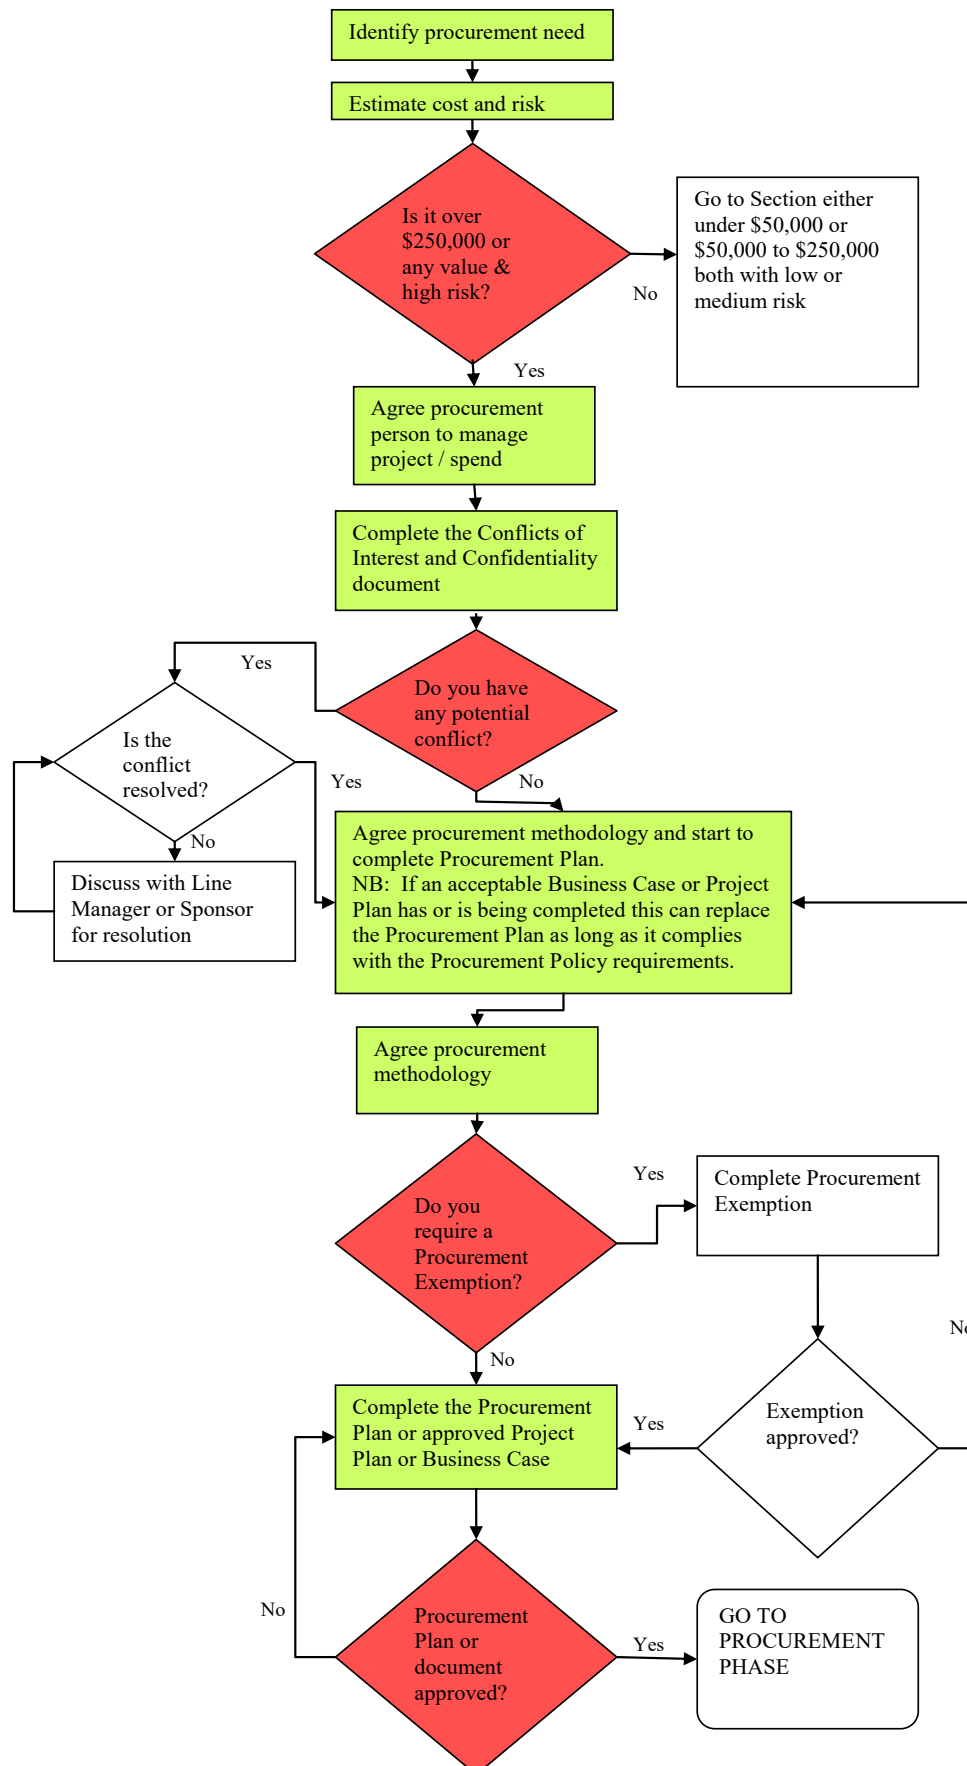 Identify procurement need
Estimate cost and risk
Is it over
$250,000 or
any value &
high risk?
No
Go to Section either
under $50,000 or
$50,000 to $250,000
both with low or
medium risk
Yes
Agree procurement
person to manage
project / spend
Complete the Conflicts of
Interest and Confidentiality
document
Do you have
any potential
conflict?
Yes
Is the
conflict
resolved?
Yes
No
No
Discuss with Line
Manager or Sponsor
for resolution
Agree procurement methodology and start to
complete Procurement Plan.
NB:  If an acceptable Business Case or Project
Plan has or is being completed this can replace
the Procurement Plan as long as it complies
with the Procurement Policy requirements.
Agree procurement
methodology
Do you
require a
Procurement
Exemption?
Yes
Complete Procurement
Exemption
No
No
Exemption
approved?
Yes
Complete the Procurement
Plan or approved Project
Plan or Business Case
No
Procurement
Plan or
document
approved?
Yes
GO TO
PROCUREMENT
PHASE